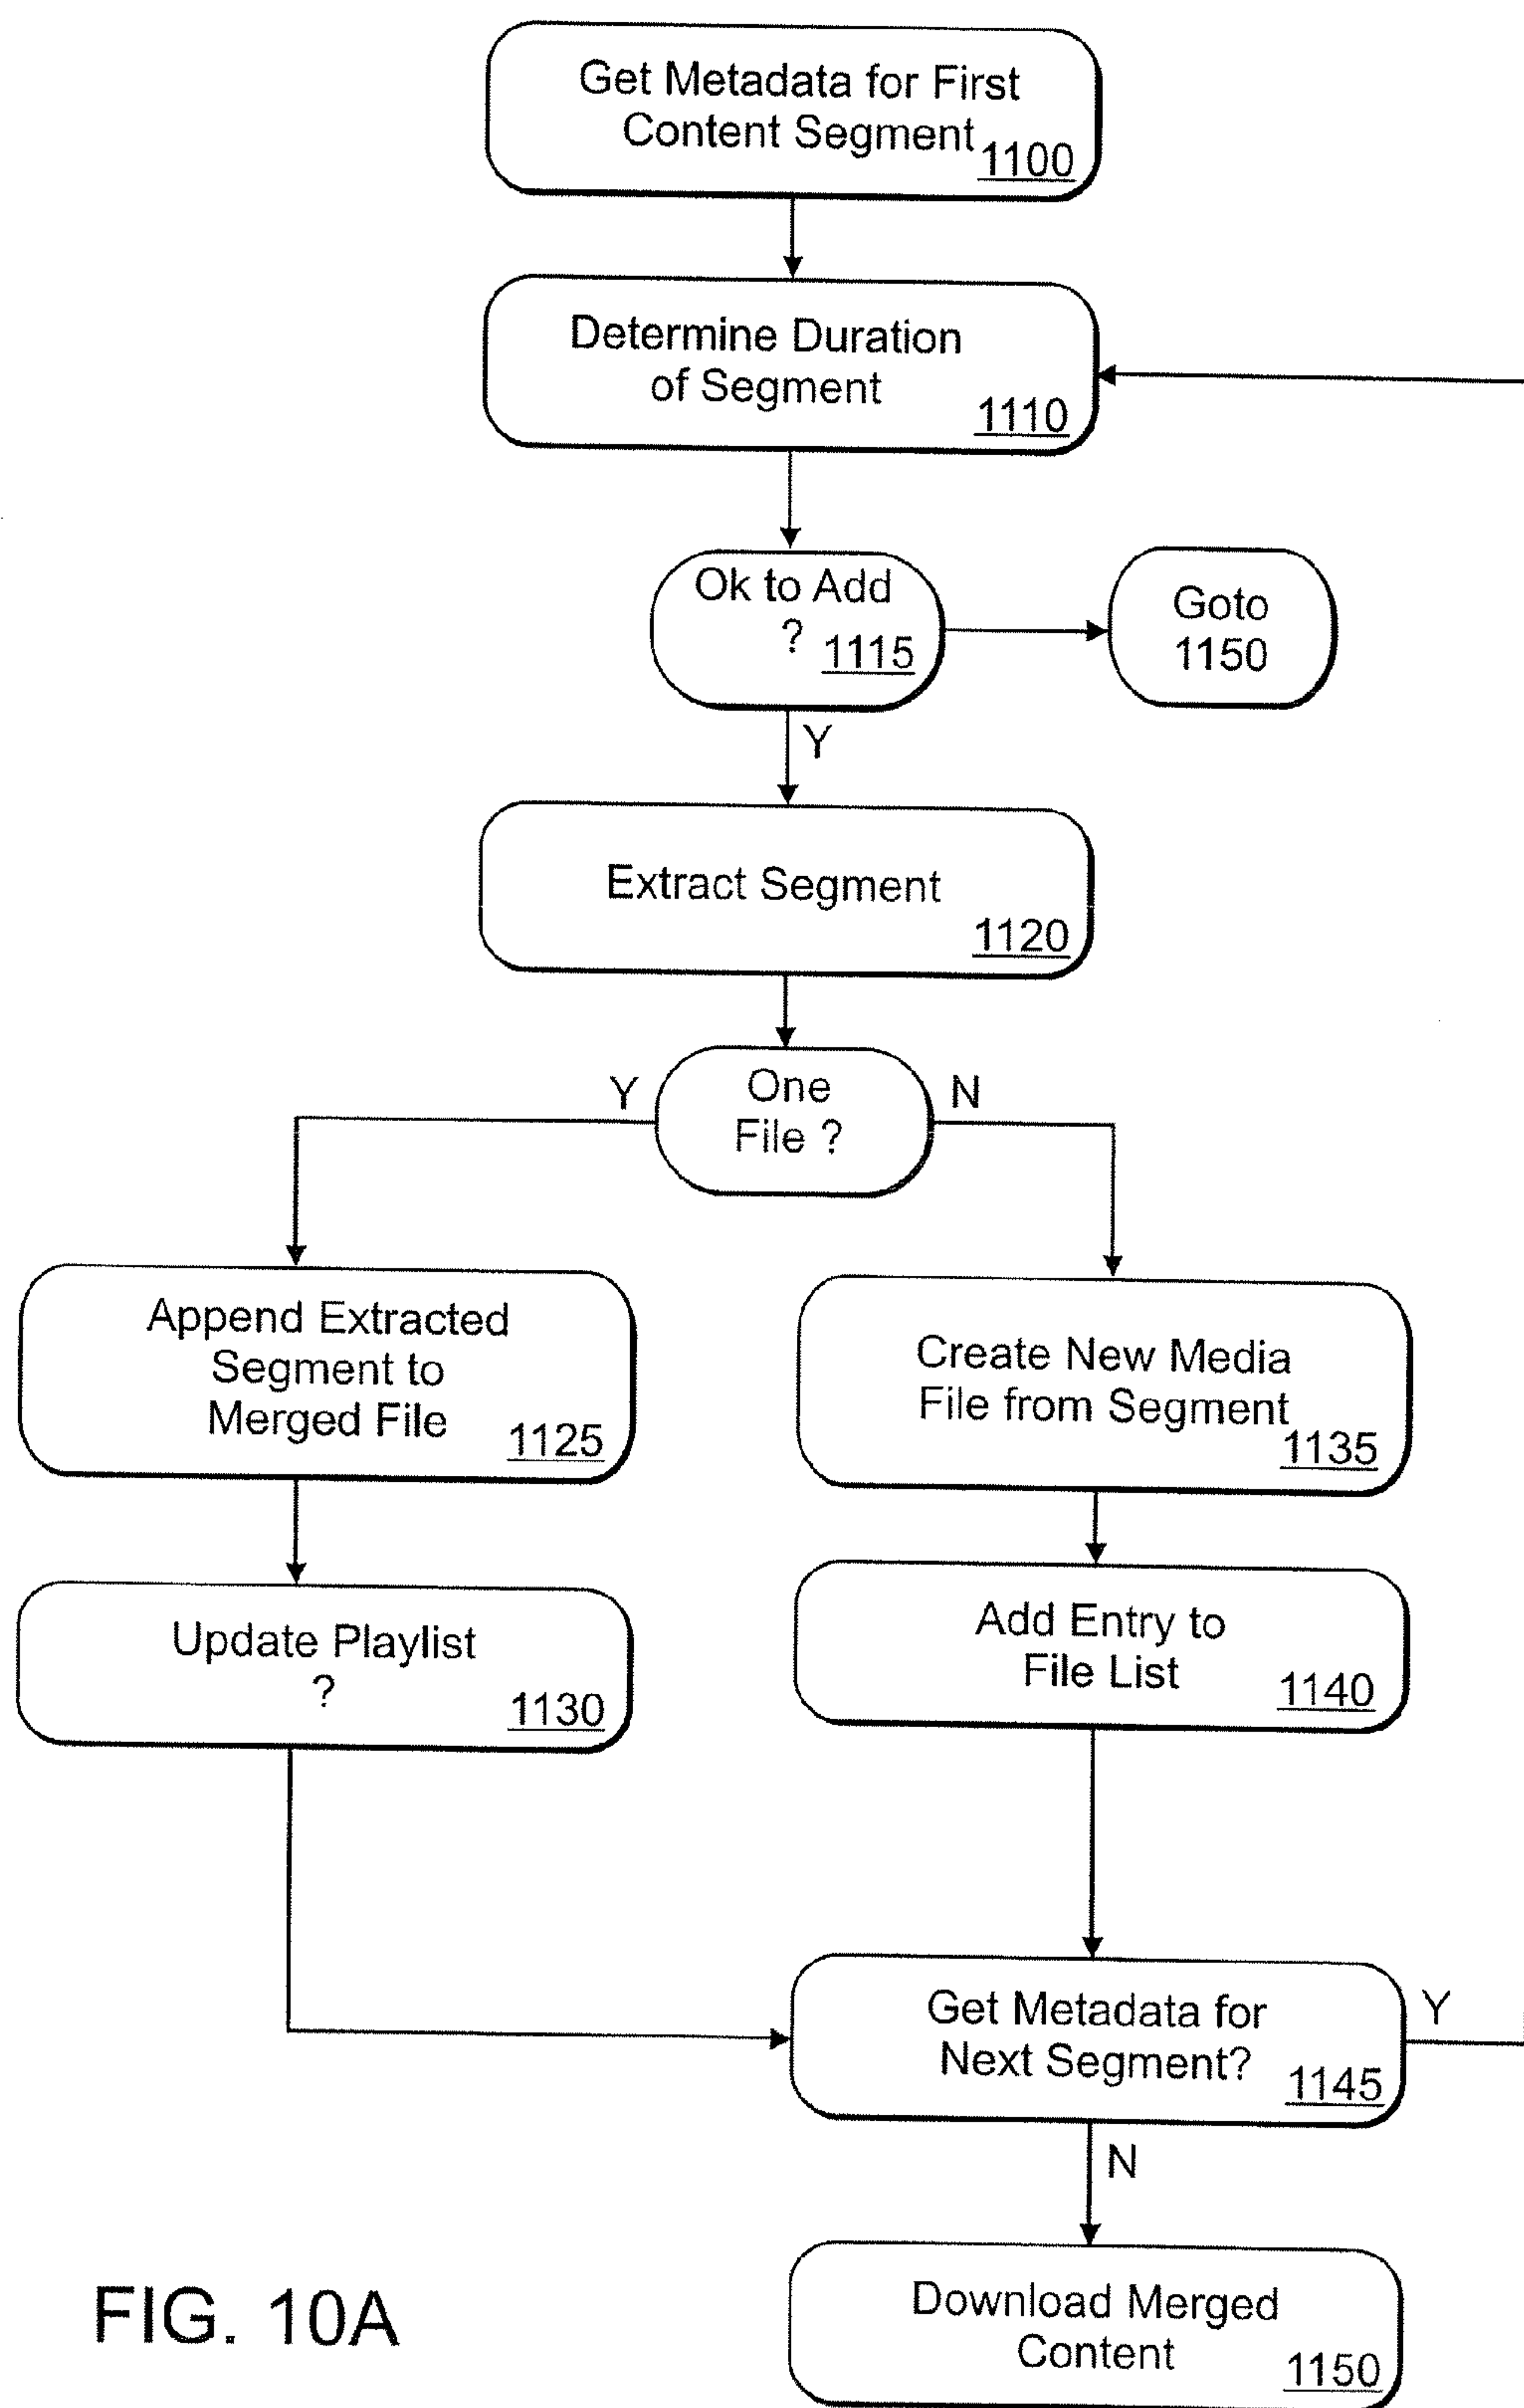 Get Metadata for First
Content Segment
1100
Determine Duration
of Segment
1110
Ok to Add
?
1115
Goto
1150
Y
Extract Segment
1120
Y
One
File ?
N
Append Extracted
Segment to
Merged File
1125
Create New Media
File from Segment
1135
Update Playlist
?
1130
Add Entry to
File List
1140
Get Metadata for
Next Segment?
1145
Y
N
Download Merged
Content
1150
FIG. 10A